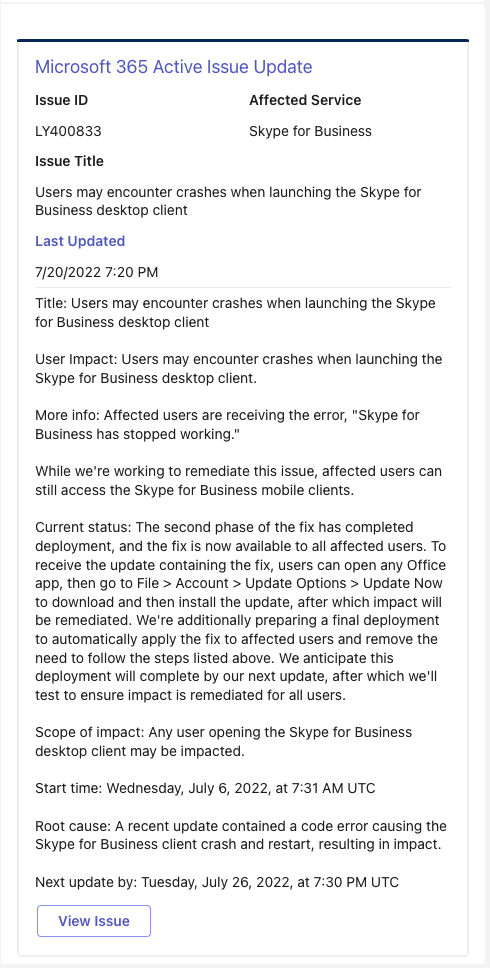 Microsoft 365 Active Issue Update
Issue ID Affected Service
LY400833 Skype for Business
Issue Title
Users may encounter crashes when launching the Skype for
Business desktop client
Last Updated
7/20/2022 7:20 PM
Title: Users may encounter crashes when launching the Skype
for Business desktop client
User Impact: Users may encounter crashes when launching the
Skype for Business desktop client.
More info: Affected users are receiving the error, "Skype for
Business has stopped working."
While we're working to remediate this issue, affected users can
still access the Skype for Business mobile clients.
Current status: The second phase of the fix has completed
deployment, and the fix is now available to all affected users. To
receive the update containing the fix, users can open any Office
app, then go to File > Account > Update Options > Update Now
to download and then install the update, after which impact will
be remediated. We're additionally preparing a final deployment
to automatically apply the fix to affected users and remove the
need to follow the steps listed above. We anticipate this
deployment will complete by our next update, after which we'll
test to ensure impact is remediated for all users.
Scope of impact: Any user opening the Skype for Business
desktop client may be impacted.
Start time: Wednesday, July 6, 2022, at 7:31 AM UTC
Root cause: A recent update contained a code error causing the
Skype for Business client crash and restart, resulting in impact.
Next update by: Tuesday, July 26, 2022, at 7:30 PM UTC
View Issue